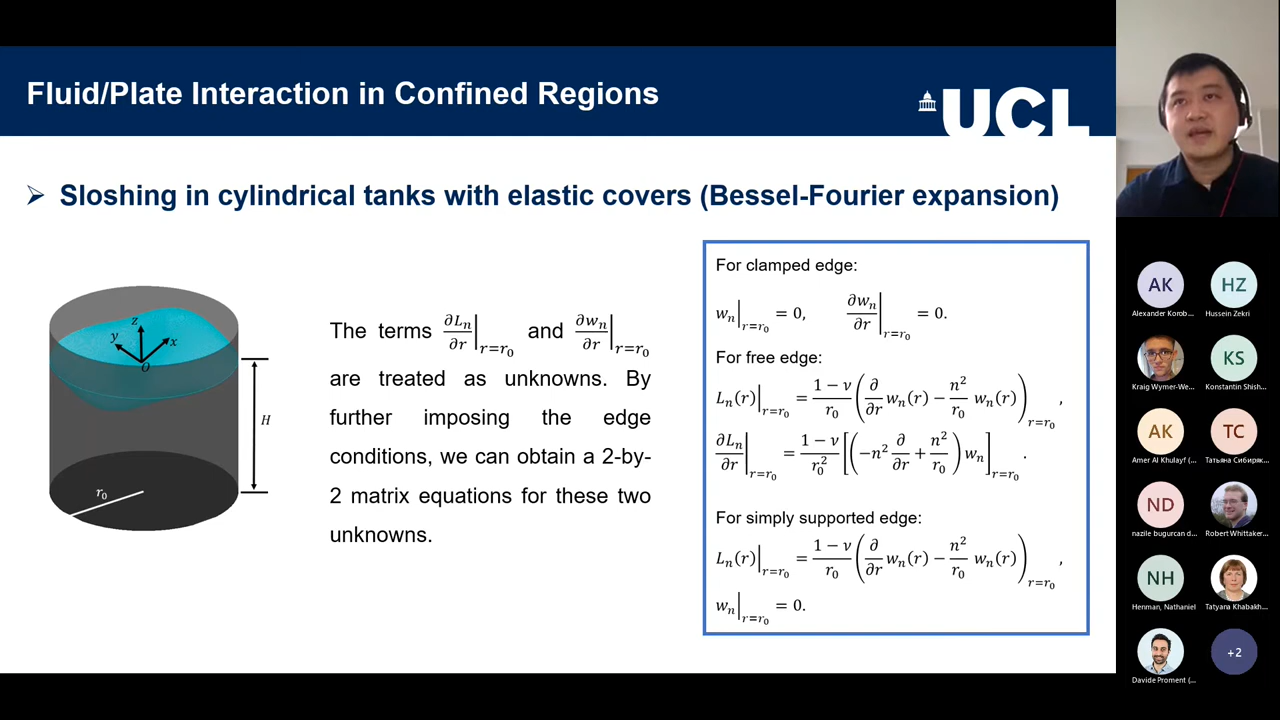 Fluid/Plate Interaction in Confined Regions
UCL
➢ Sloshing in cylindrical tanks with elastic covers (Bessel-Fourier expansion)
z
y
x
O
H
r₀
The terms ∂Lₙ/∂r|r=r₀ and ∂wₙ/∂r|r=r₀
are treated as unknowns. By
further imposing the edge
conditions, we can obtain a 2-by-
2 matrix equations for these two
unknowns.
For clamped edge:
wₙ|r=r₀ = 0, ∂wₙ/∂r|r=r₀ = 0.
For free edge:
Lₙ(r)|r=r₀ = (1 − ν)/r₀ (∂/∂r wₙ(r) − n²/r₀ wₙ(r))r=r₀ ,
∂Lₙ/∂r|r=r₀ = (1 − ν)/r₀² [(−n² ∂/∂r + n²/r₀) wₙ]r=r₀ .
For simply supported edge:
Lₙ(r)|r=r₀ = (1 − ν)/r₀ (∂/∂r wₙ(r) − n²/r₀ wₙ(r))r=r₀ ,
wₙ|r=r₀ = 0.
AK
HZ
Alexander Korob...
Hussein Zekri
KS
Kraig Wymer-We...
Konstantin Shish...
AK
TC
Amer Al Khulayf (...
Татьяна Сибиряк...
ND
nazile bugurcan d...
Robert Whittaker...
NH
Henman, Nathaniel
Tatyana Khabakh...
+2
Davide Proment (...